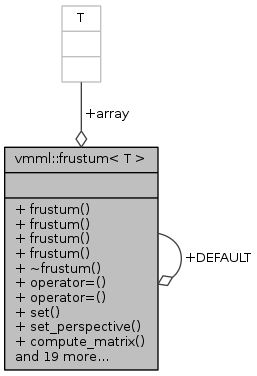 T
+array
vmml::frustum< T >
+ frustum()
+ frustum()
+ frustum()
+ frustum()
+ ~frustum()
+ operator=()
+ operator=()
+ set()
+ set_perspective()
+ compute_matrix()
and 19 more...
+DEFAULT